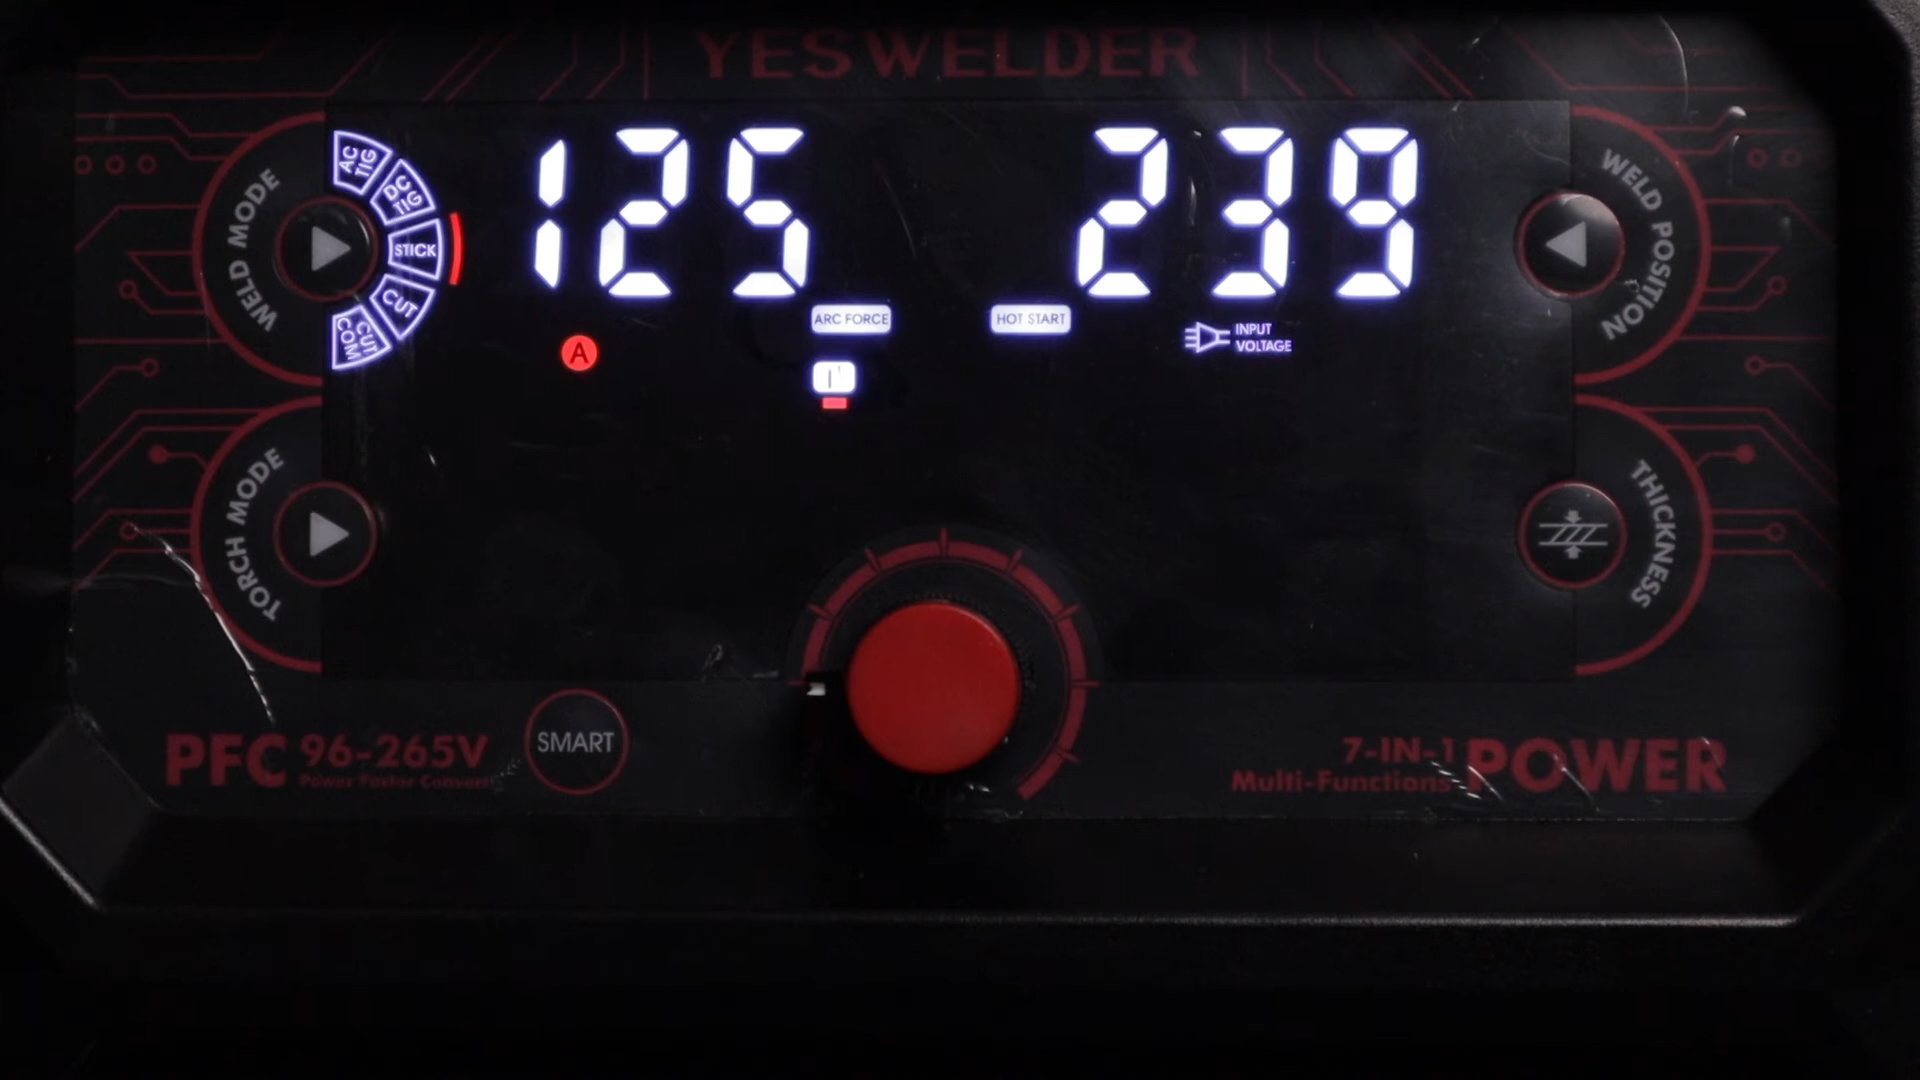 YESWELDER
WELD MODE
AC TIG
DC TIG
STICK
CUT
CUT COM
125
239
ARC FORCE
HOT START
INPUT VOLTAGE
A
WELD POSITION
TORCH MODE
THICKNESS
PFC 96-265V
SMART
7-IN-1 POWER
Multi-Functions